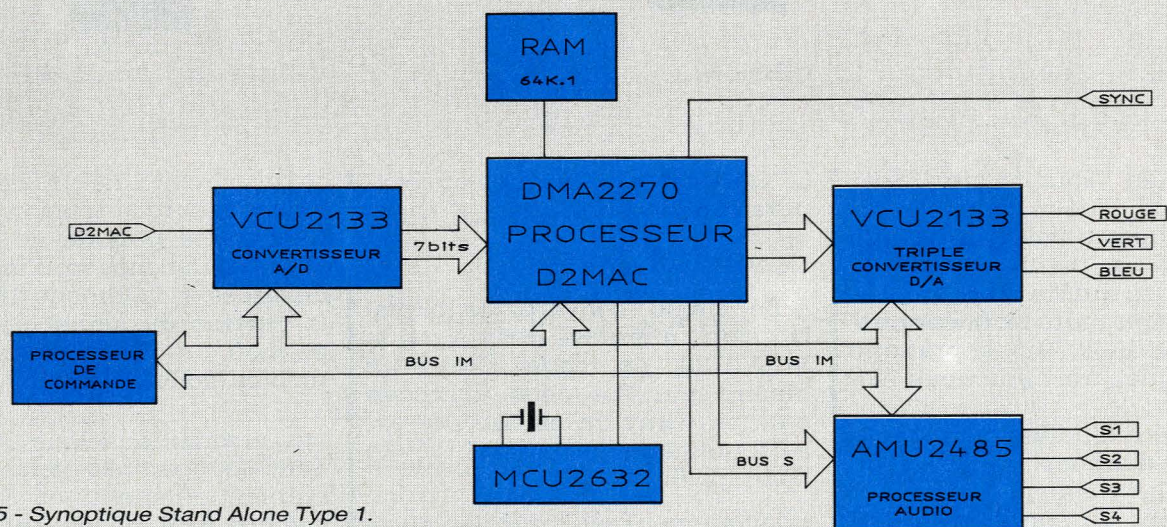 RAM
64K.1
SYNC
DMA2270
PROCESSEUR
D2MAC
D2MAC
VCU2133
CONVERTISSEUR
A/D
7bits
VCU2133
TRIPLE
CONVERTISSEUR
D/A
ROUGE
VERT
BLEU
PROCESSEUR
DE
COMMANDE
BUS IM
BUS IM
MCU2632
BUS S
AMU2485
PROCESSEUR
AUDIO
S1
S2
S3
S4
5 - Synoptique Stand Alone Type 1.